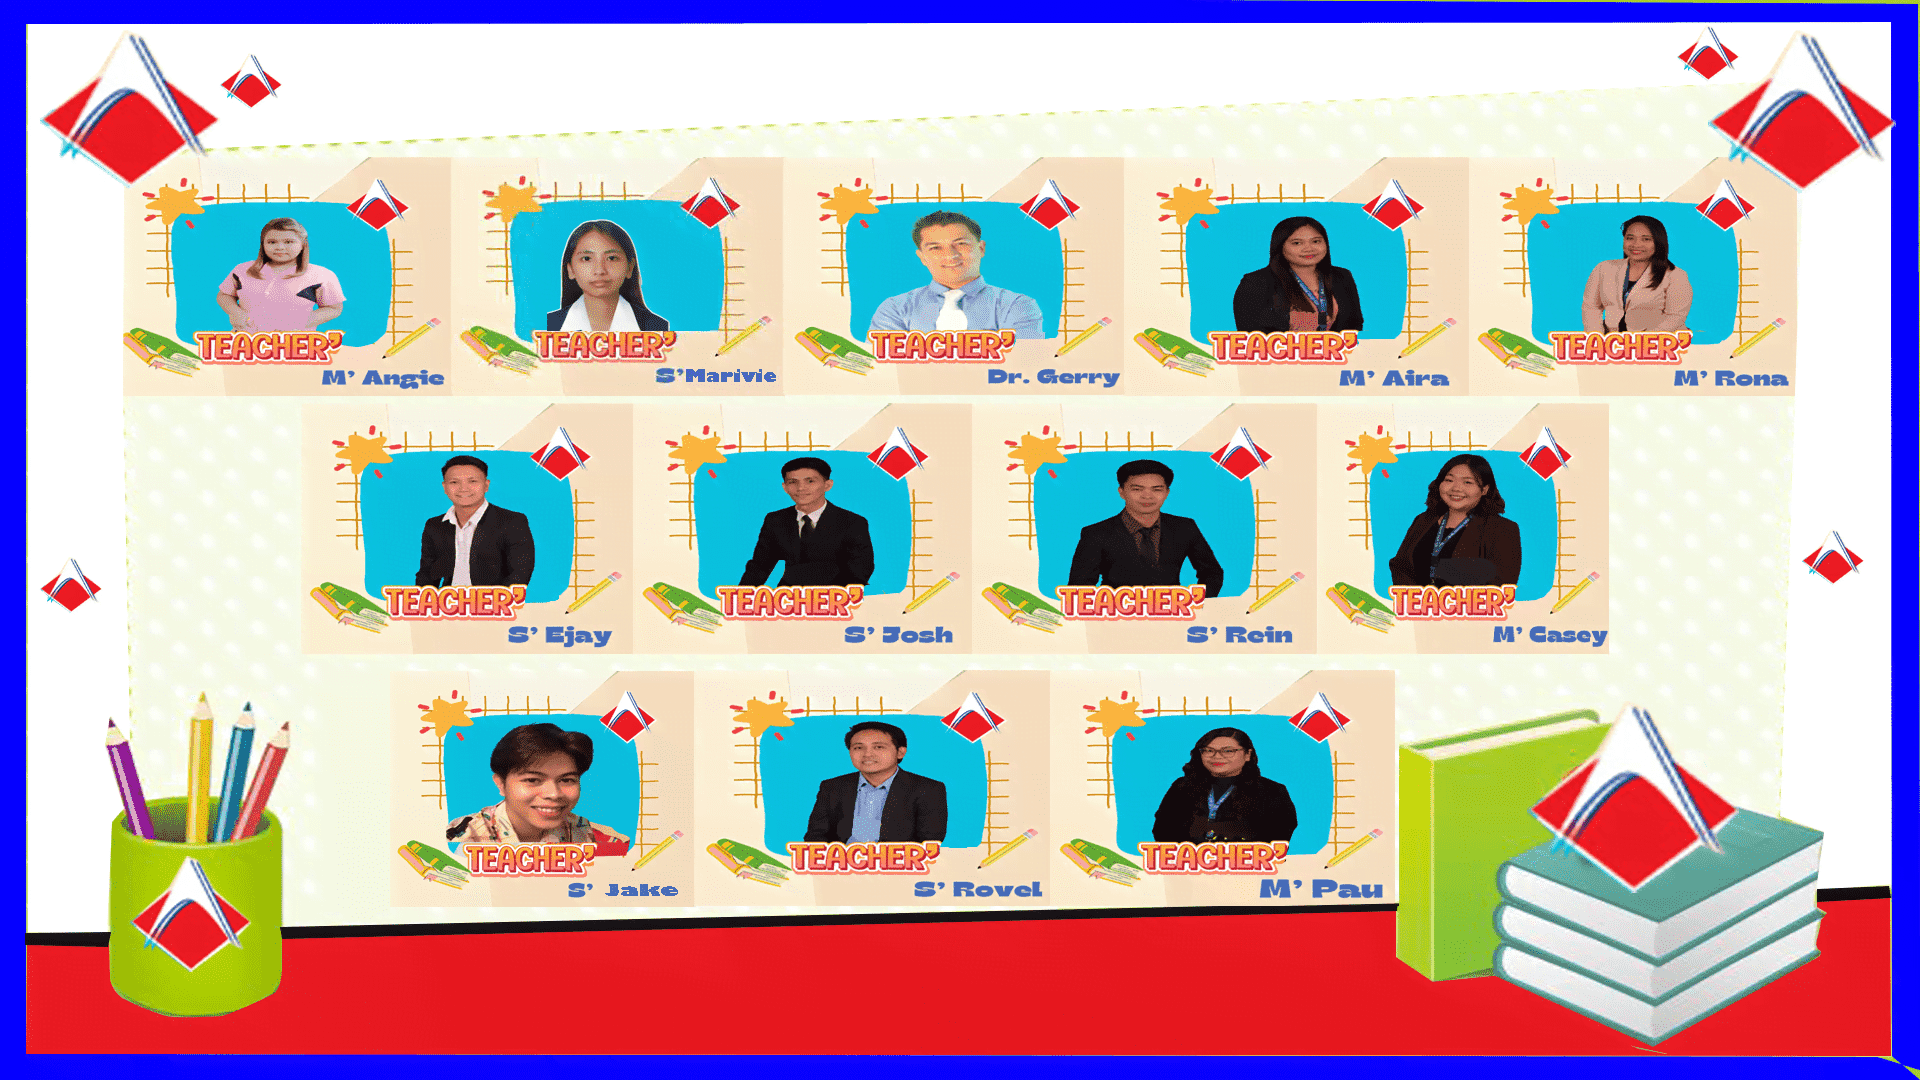 TEACHER'
M' Angie
TEACHER'
S'Marivie
TEACHER'
Dr. Gerry
TEACHER'
M' Aira
TEACHER'
M' Rona
TEACHER'
S' Ejay
TEACHER'
S' Josh
TEACHER'
S' Rein
TEACHER'
M' Casey
TEACHER'
S' Jake
TEACHER'
S' Rovel
TEACHER'
M' Pau